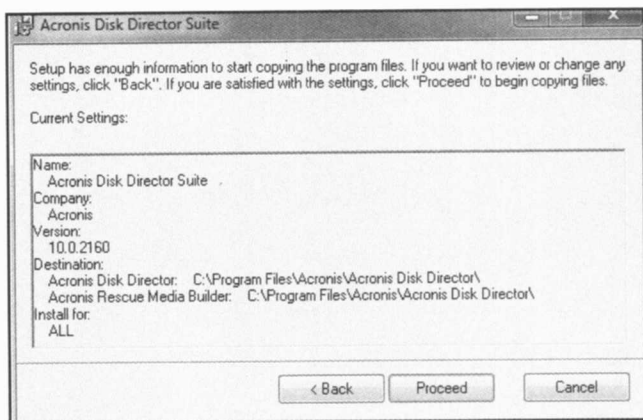 Acronis Disk Director Suite
Setup has enough information to start copying the program files. If you want to review or change any
settings, click "Back". If you are satisfied with the settings, click "Proceed" to begin copying files.
Current Settings:
Name:
Acronis Disk Director Suite
Company:
Acronis
Version:
10.0.2160
Destination:
Acronis Disk Director: C:\Program Files\Acronis\Acronis Disk Director\
Acronis Rescue Media Builder: C:\Program Files\Acronis\Acronis Disk Director\
Install for:
ALL
< Back Proceed Cancel